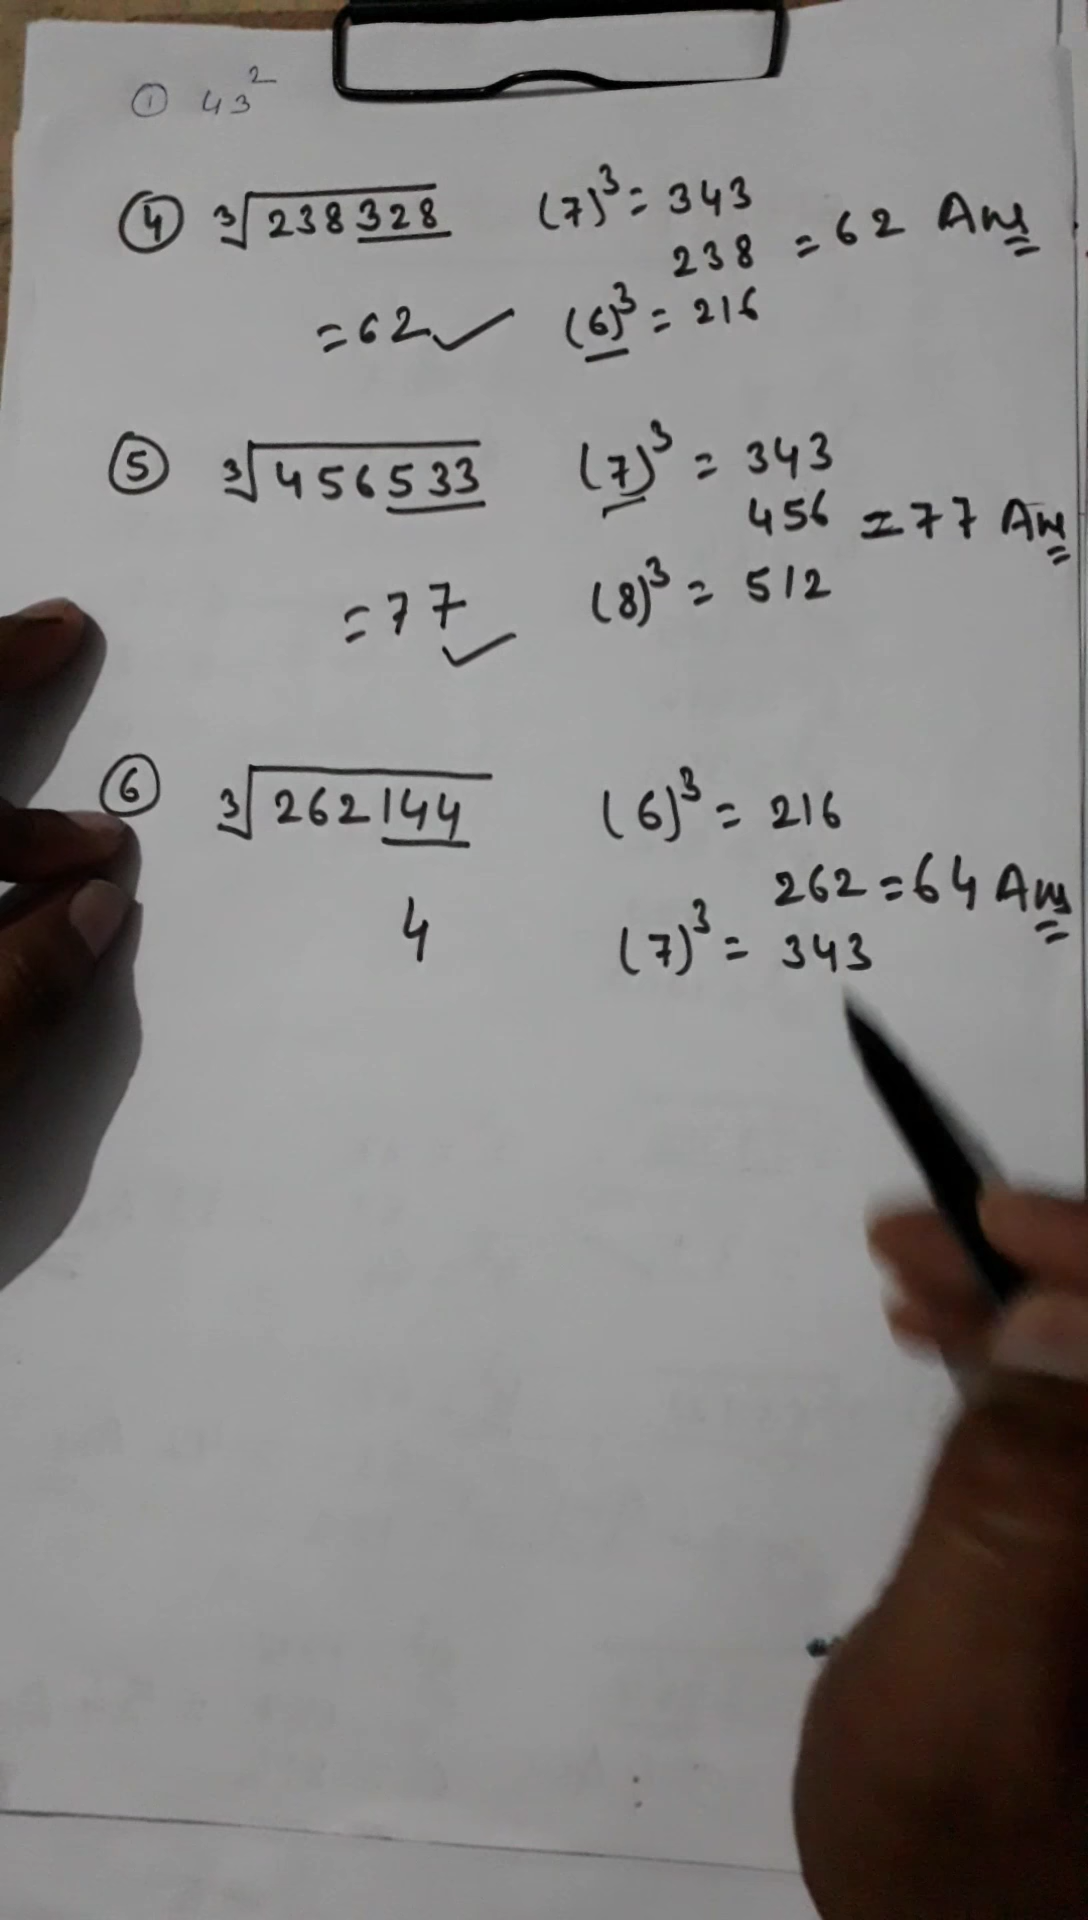 ① 43²
④ ∛238328 (7)³ = 343
238 = 62 Ans
= 62 ✓ (6)³ = 216
⑤ ∛456533 (7)³ = 343
456 = 77 Ans
= 77 ✓ (8)³ = 512
⑥ ∛262144 (6)³ = 216
262 = 64 Ans
4 (7)³ = 343